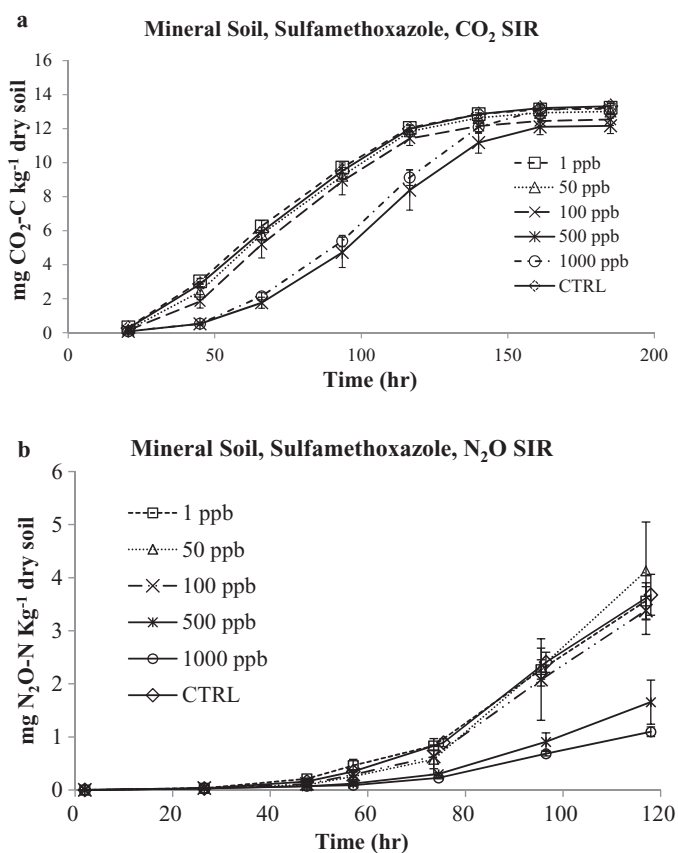 a
Mineral Soil, Sulfamethoxazole, CO₂ SIR
mg CO₂-C kg⁻¹ dry soil
16
14
12
10
8
6
4
2
0
1 ppb
50 ppb
100 ppb
500 ppb
1000 ppb
CTRL
0 50 100 150 200
Time (hr)
b
Mineral Soil, Sulfamethoxazole, N₂O SIR
mg N₂O-N Kg⁻¹ dry soil
6
5
4
3
2
1
0
1 ppb
50 ppb
100 ppb
500 ppb
1000 ppb
CTRL
0 20 40 60 80 100 120
Time (hr)